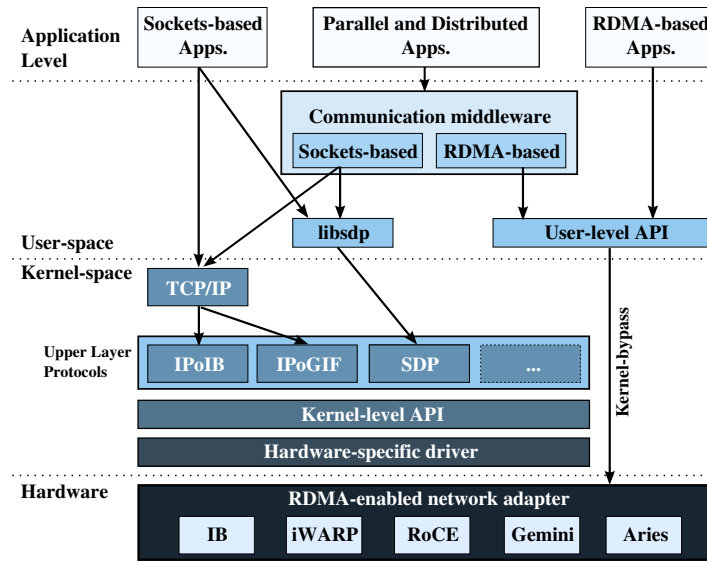 Application
Level
Sockets-based
Apps.
Parallel and Distributed
Apps.
RDMA-based
Apps.
Communication middleware
Sockets-based
RDMA-based
libsdp
User-level API
User-space
Kernel-space
TCP/IP
Kernel-bypass
Upper Layer
Protocols
IPoIB
IPoGIF
SDP
...
Kernel-level API
Hardware-specific driver
Hardware
RDMA-enabled network adapter
IB
iWARP
RoCE
Gemini
Aries